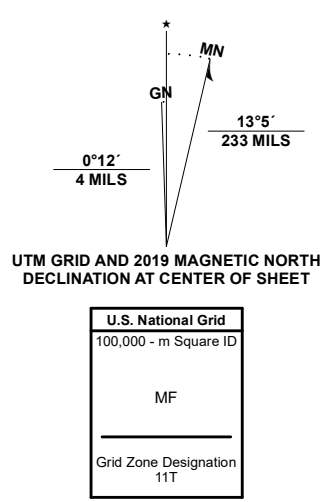 ★
MN
GN
13°5´
233 MILS
0°12´
4 MILS
UTM GRID AND 2019 MAGNETIC NORTH
DECLINATION AT CENTER OF SHEET
U.S. National Grid
100,000 - m Square ID
MF
Grid Zone Designation
11T